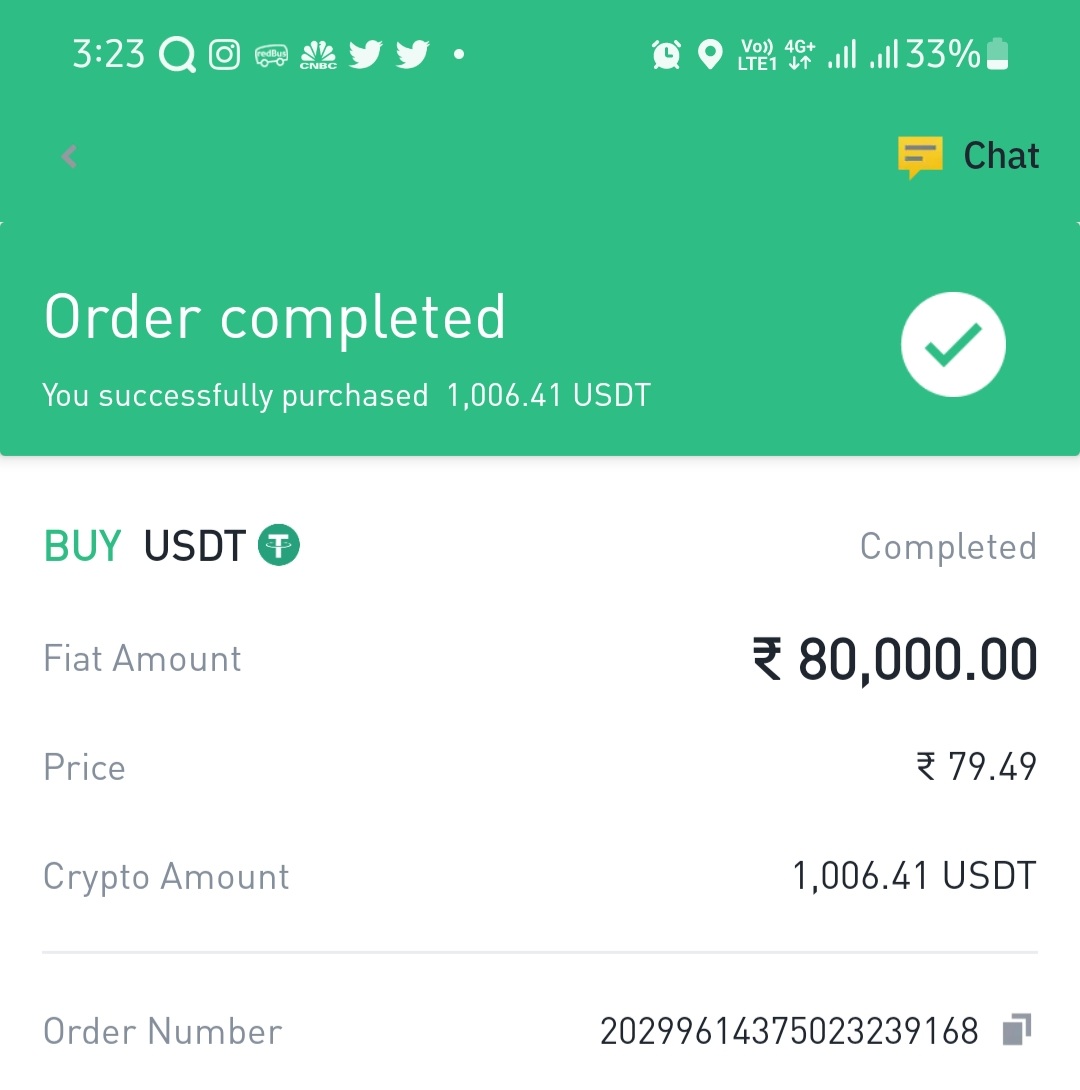 3:23 redBus CNBC Vo)) LTE1 4G+ 33%
Chat
Order completed
You successfully purchased 1,006.41 USDT
BUY USDT
Completed
Fiat Amount
₹ 80,000.00
Price
₹ 79.49
Crypto Amount
1,006.41 USDT
Order Number
20299614375023239168